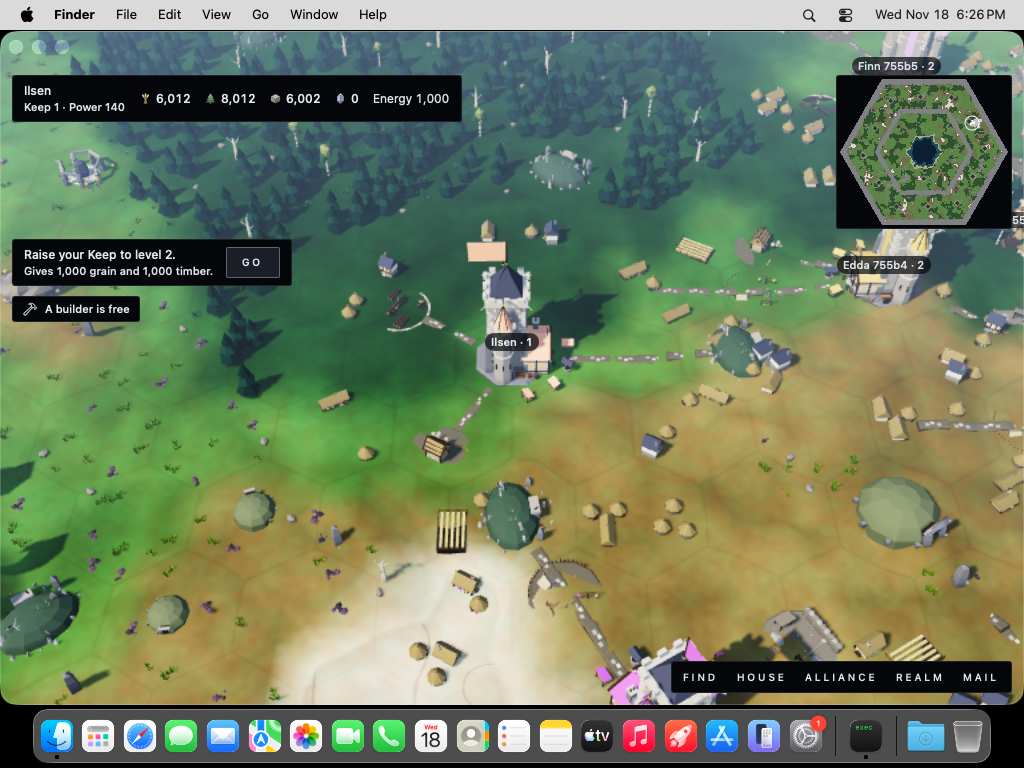 Finder File Edit View Go Window Help
Wed Nov 18 6:26 PM
Finn 755b5 · 2
Ilsen
Keep 1 · Power 140
6,012
8,012
6,002
0
Energy 1,000
55
Raise your Keep to level 2.
Gives 1,000 grain and 1,000 timber.
GO
Edda 755b4 · 2
A builder is free
Ilsen · 1
FIND HOUSE ALLIANCE REALM MAIL
Wed
18
tv
1
exec